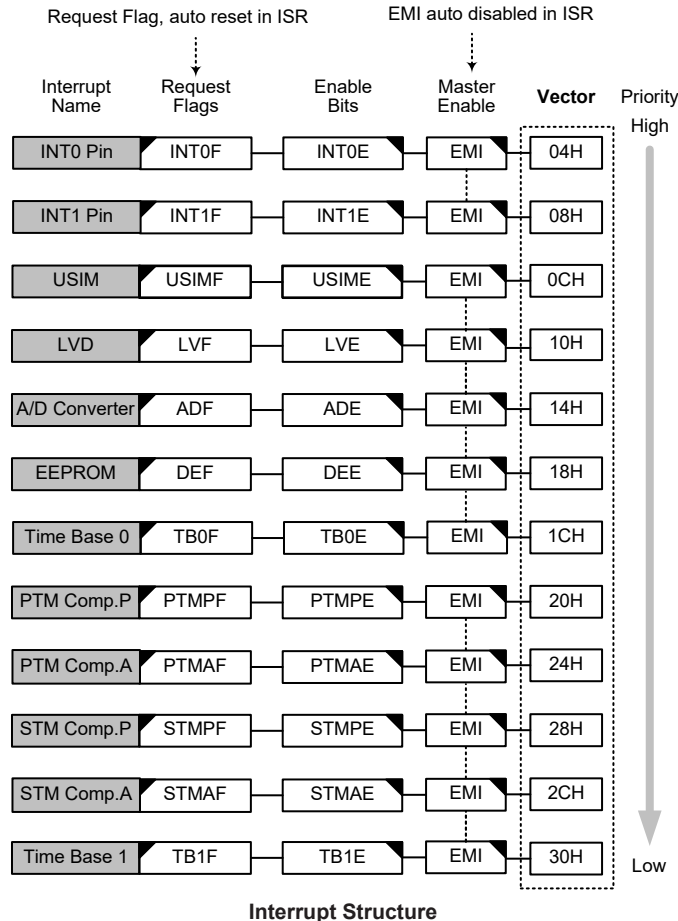 Request Flag, auto reset in ISR
EMI auto disabled in ISR
Interrupt Name
Request Flags
Enable Bits
Master Enable
Vector
Priority
High
INT0 Pin INT0F INT0E EMI 04H
INT1 Pin INT1F INT1E EMI 08H
USIM USIMF USIME EMI 0CH
LVD LVF LVE EMI 10H
A/D Converter ADF ADE EMI 14H
EEPROM DEF DEE EMI 18H
Time Base 0 TB0F TB0E EMI 1CH
PTM Comp.P PTMPF PTMPE EMI 20H
PTM Comp.A PTMAF PTMAE EMI 24H
STM Comp.P STMPF STMPE EMI 28H
STM Comp.A STMAF STMAE EMI 2CH
Time Base 1 TB1F TB1E EMI 30H
Low
Interrupt Structure